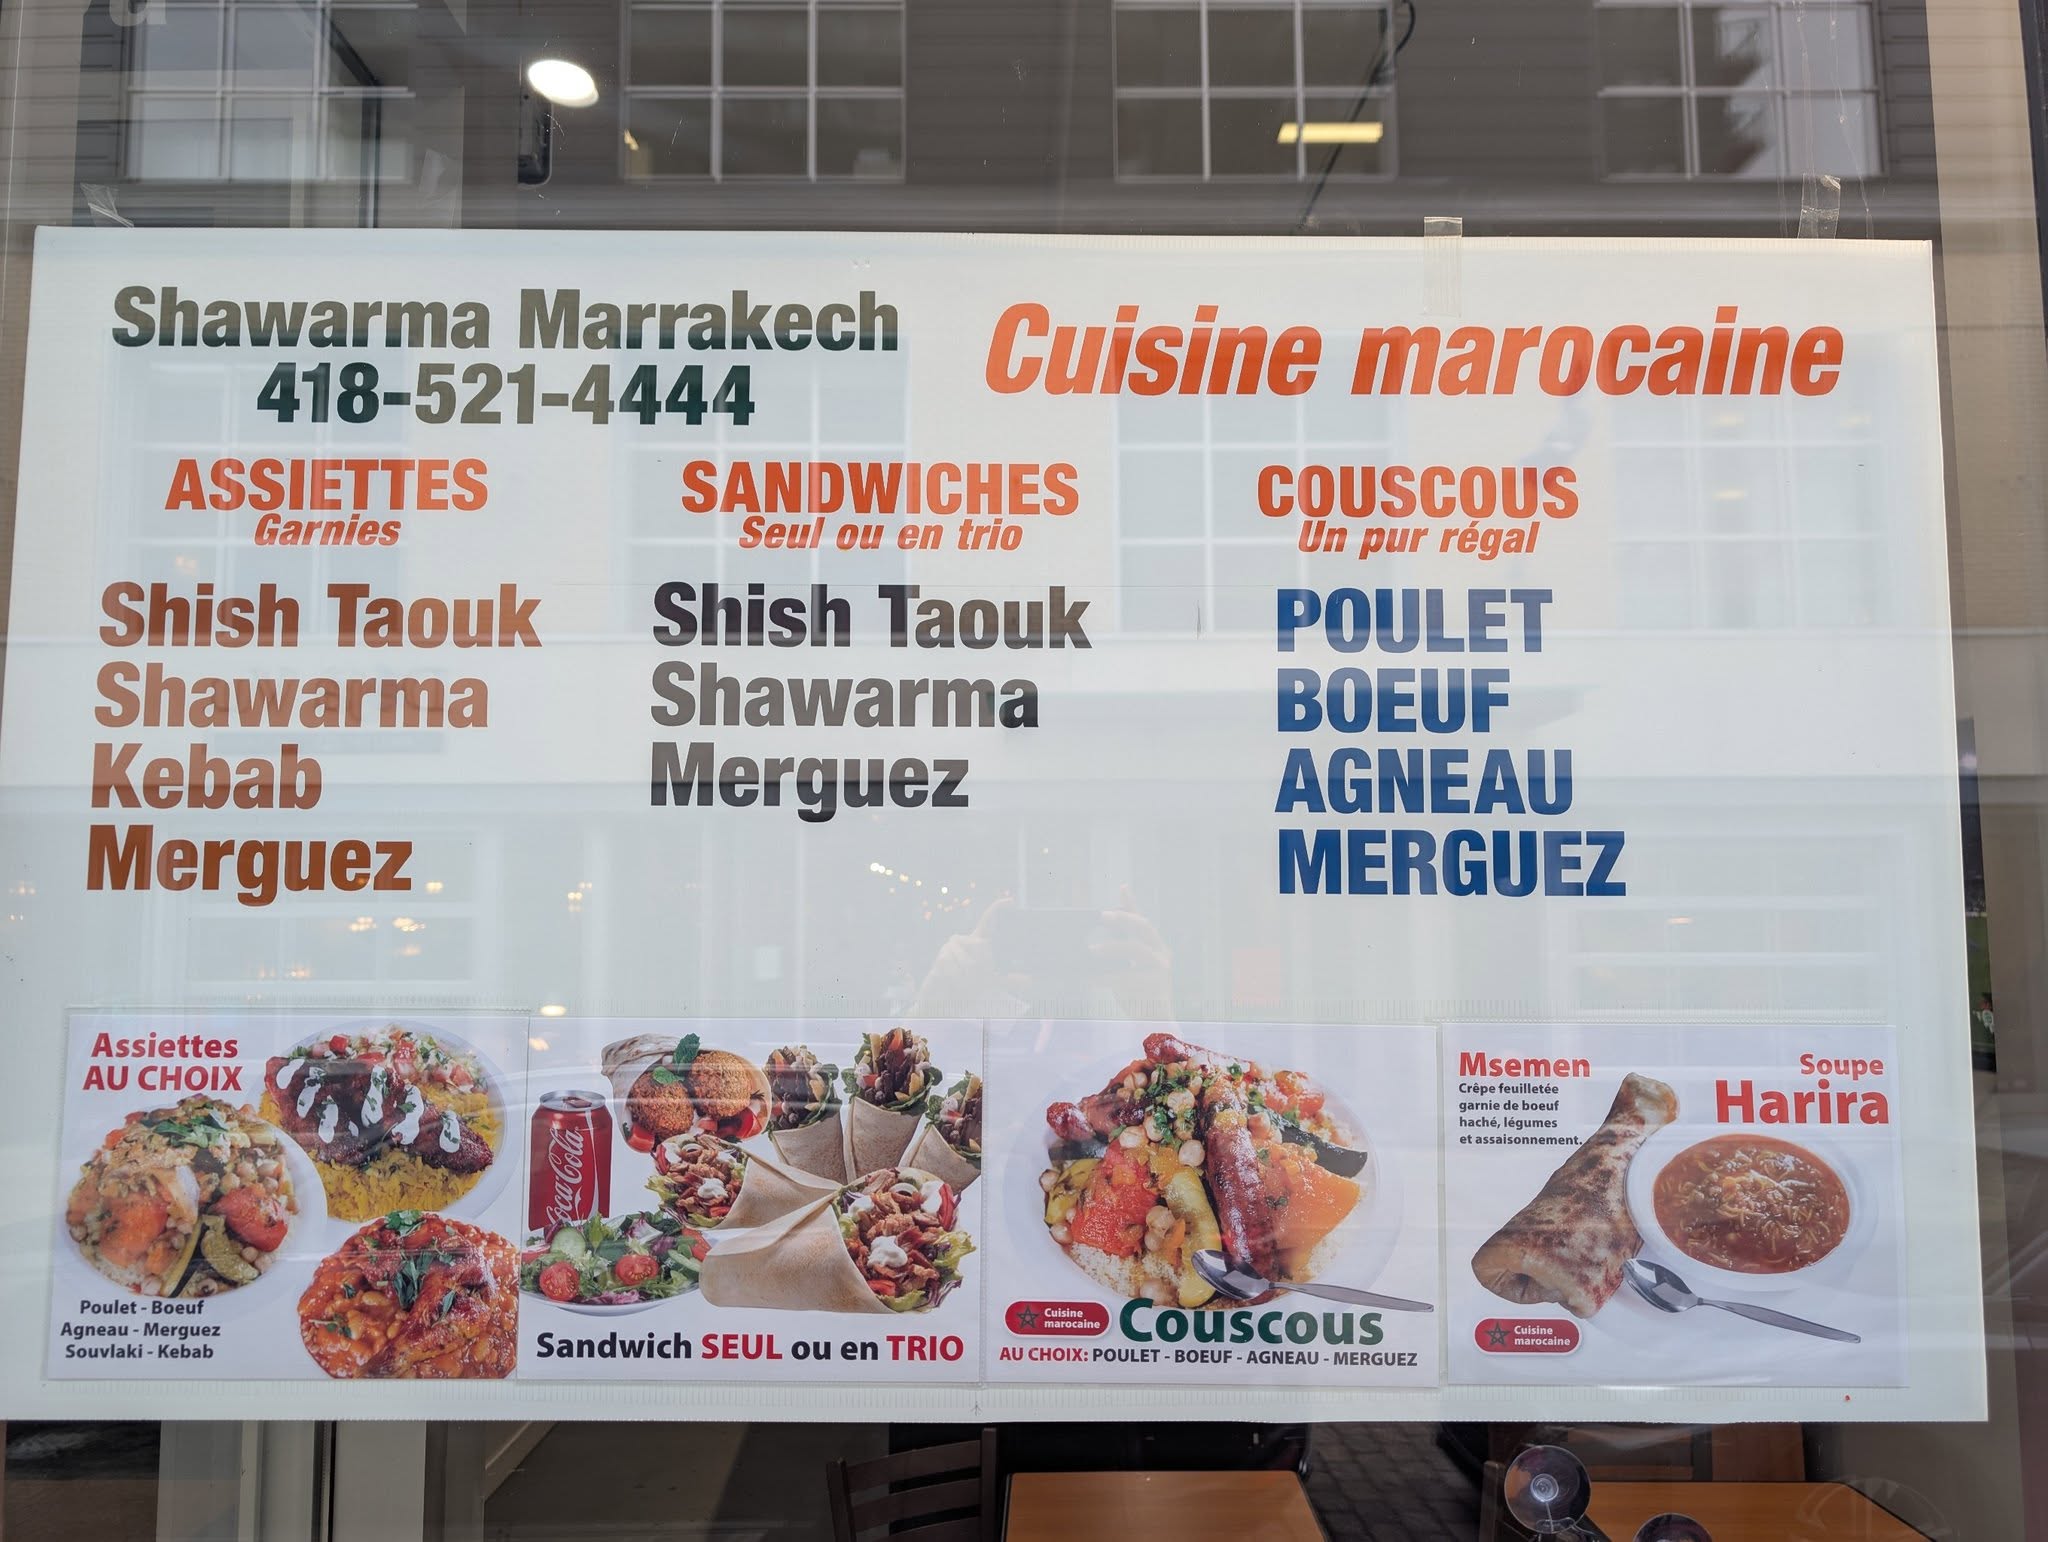 Shawarma Marrakech
418-521-4444
Cuisine marocaine
ASSIETTES
Garnies
Shish Taouk
Shawarma
Kebab
Merguez
SANDWICHES
Seul ou en trio
Shish Taouk
Shawarma
Merguez
COUSCOUS
Un pur régal
POULET
BOEUF
AGNEAU
MERGUEZ
Assiettes
AU CHOIX
Poulet - Boeuf
Agneau - Merguez
Souvlaki - Kebab
Coca-Cola
Sandwich SEUL ou en TRIO
Cuisine
marocaine
Couscous
AU CHOIX: POULET - BOEUF - AGNEAU - MERGUEZ
Msemen
Crêpe feuilletée
garnie de boeuf
haché, légumes
et assaisonnement.
Soupe
Harira
Cuisine
marocaine